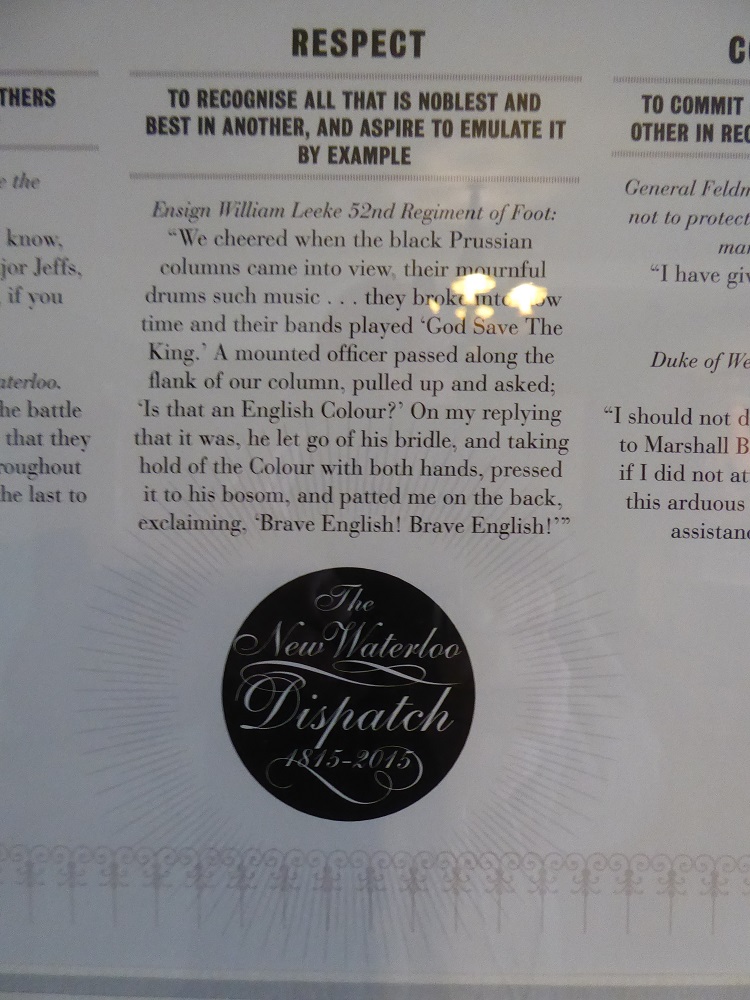 THERS
e the
know,
jor Jeffs,
if you
aterloo.
he battle
that they
roughout
he last to
RESPECT
TO RECOGNISE ALL THAT IS NOBLEST AND
BEST IN ANOTHER, AND ASPIRE TO EMULATE IT
BY EXAMPLE
Ensign William Leeke 52nd Regiment of Foot:
“We cheered when the black Prussian
columns came into view, their mournful
drums such music . . . they broke into
time and their bands played ‘God Save The
King.’ A mounted officer passed along the
flank of our column, pulled up and asked;
‘Is that an English Colour?’ On my replying
that it was, he let go of his bridle, and taking
hold of the Colour with both hands, pressed
it to his bosom, and patted me on the back,
exclaiming, ‘Brave English! Brave English!’”
The
New Waterloo
Dispatch
1815-2015
CO
TO COMMIT
OTHER IN REC
General Feldm
not to protect
mar
“I have giv
Duke of We
“I should not d
to Marshall B
if I did not at
this arduous
assistanc